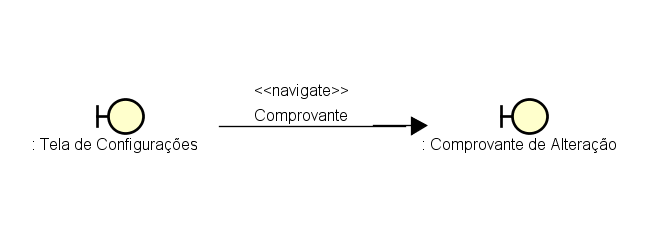 <<navigate>>
Comprovante
: Tela de Configurações
: Comprovante de Alteração